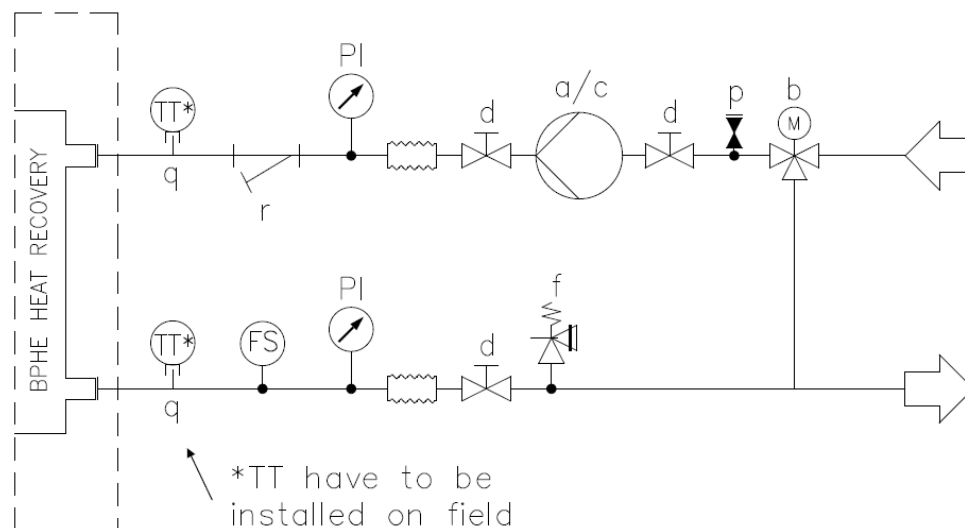 PI
a/c
TT*
d
d
p
b
M
q
r
BPHE HEAT RECOVERY
PI
f
TT*
FS
d
q
*TT have to be
installed on field